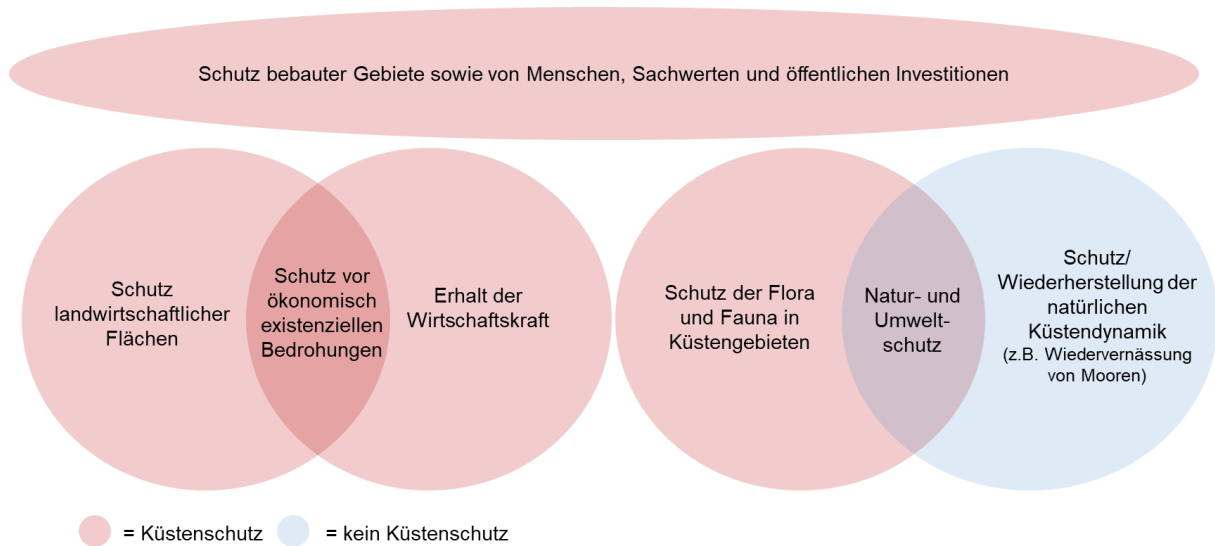 Schutz bebauter Gebiete sowie von Menschen, Sachwerten und öffentlichen Investitionen
Schutz
landwirtschaftlicher
Flächen
Schutz vor
ökonomisch
existenziellen
Bedrohungen
Erhalt der
Wirtschaftskraft
Schutz der Flora
und Fauna in
Küstengebieten
Natur- und
Umwelt-
schutz
Schutz/
Wiederherstellung der
natürlichen
Küstendynamik
(z.B. Wiedervernässung
von Mooren)
= Küstenschutz
= kein Küstenschutz